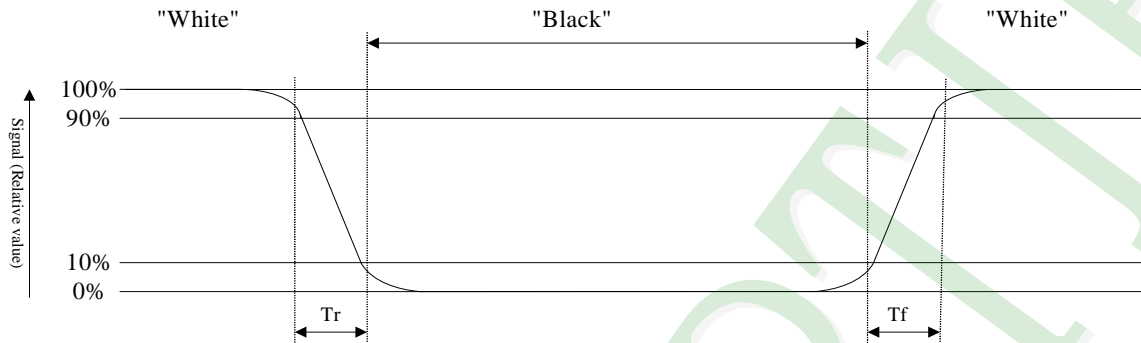 "White" "Black" "White"
100%
90%
Signal (Relative value)
10%
0%
Tr Tf